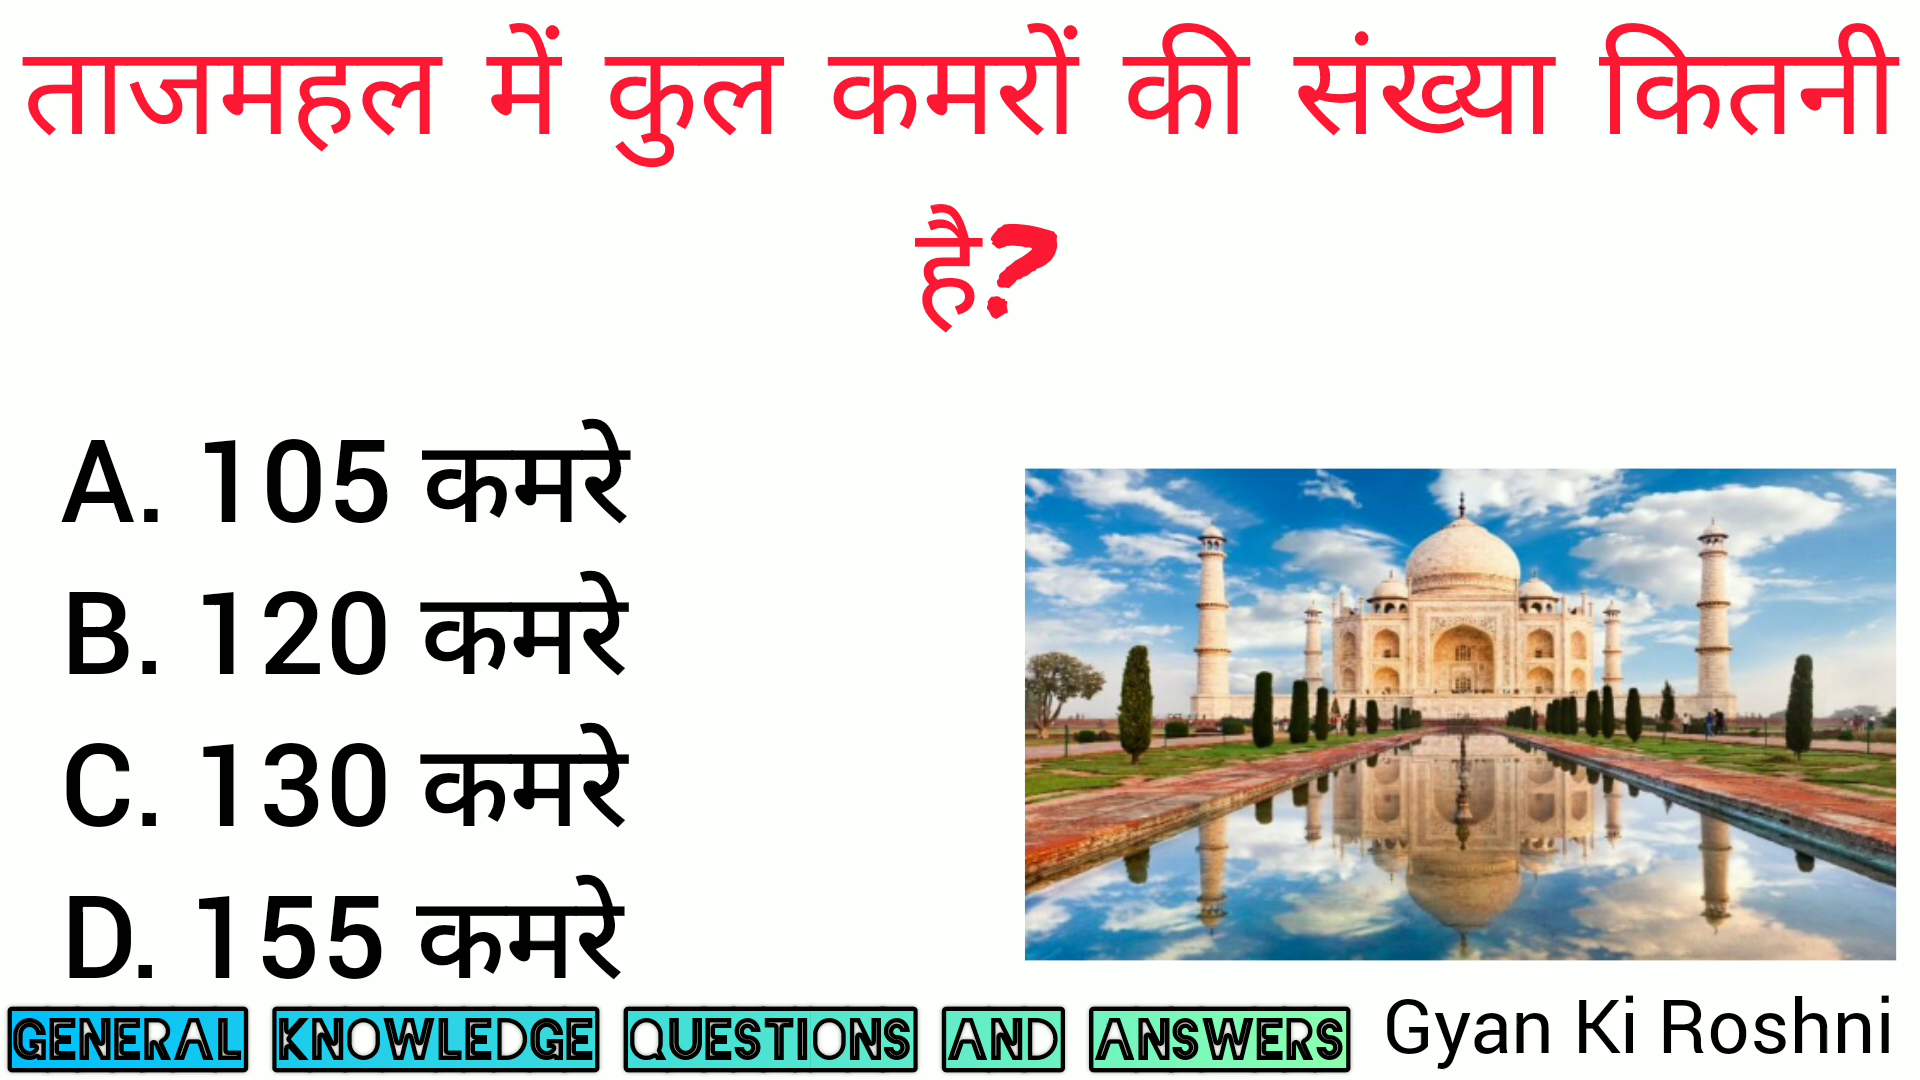 ताजमहल में कुल कमरों की संख्या कितनी
है?
A. 105 कमरे
B. 120 कमरे
C. 130 कमरे
D. 155 कमरे
GENERAL KNOWLEDGE QUESTIONS AND ANSWERS Gyan Ki Roshni